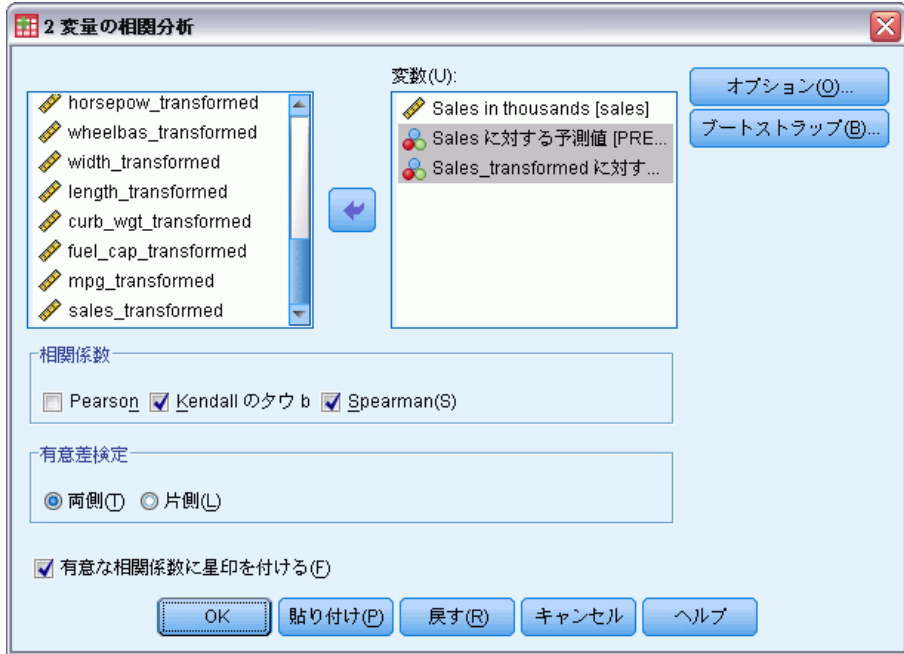 2 変量の相関分析
変数(U):
horsepow_transformed
wheelbas_transformed
width_transformed
length_transformed
curb_wgt_transformed
fuel_cap_transformed
mpg_transformed
sales_transformed
Sales in thousands [sales]
Sales に対する予測値 [PRE...
Sales_transformed に対す...
オプション(O)...
ブートストラップ(B)...
相関係数
Pearson Kendall のタウ b Spearman(S)
有意差検定
両側(T) 片側(L)
有意な相関係数に星印を付ける(F)
OK 貼り付け(P) 戻す(R) キャンセル ヘルプ